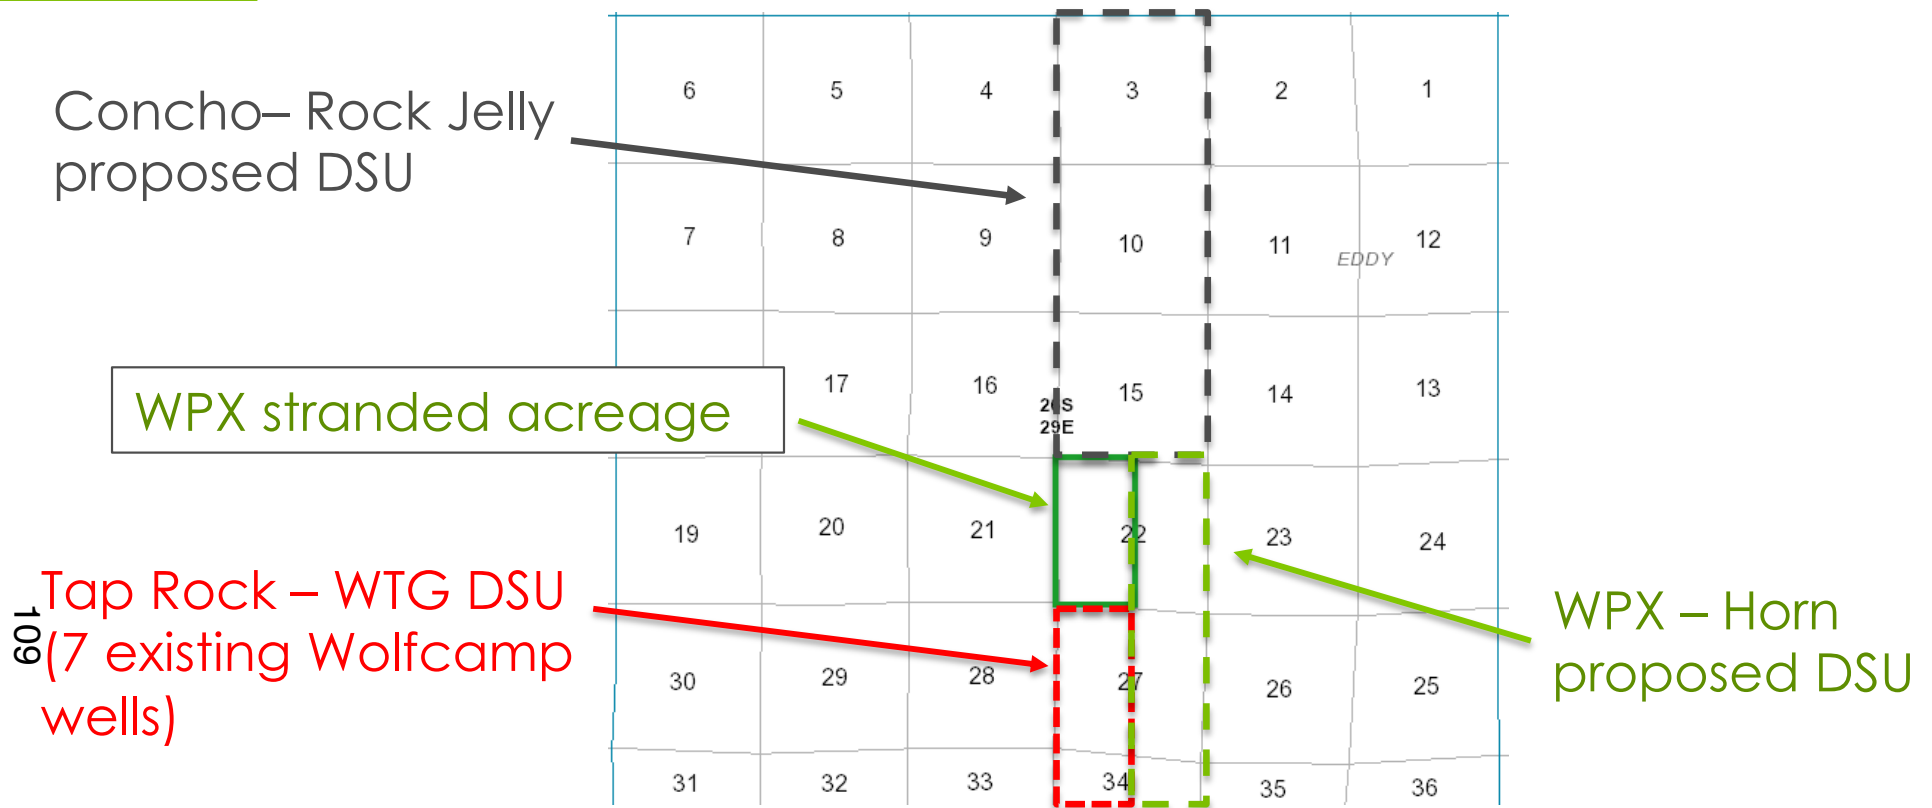 6 5 4 3 2 1
Concho– Rock Jelly
proposed DSU
7 8 9 10 11 12
EDDY
17 16 15 14 13
WPX stranded acreage
26S
29E
19 20 21 22 23 24
Tap Rock – WTG DSU
(7 existing Wolfcamp
wells)
109
WPX – Horn
proposed DSU
30 29 28 27 26 25
31 32 33 34 35 36